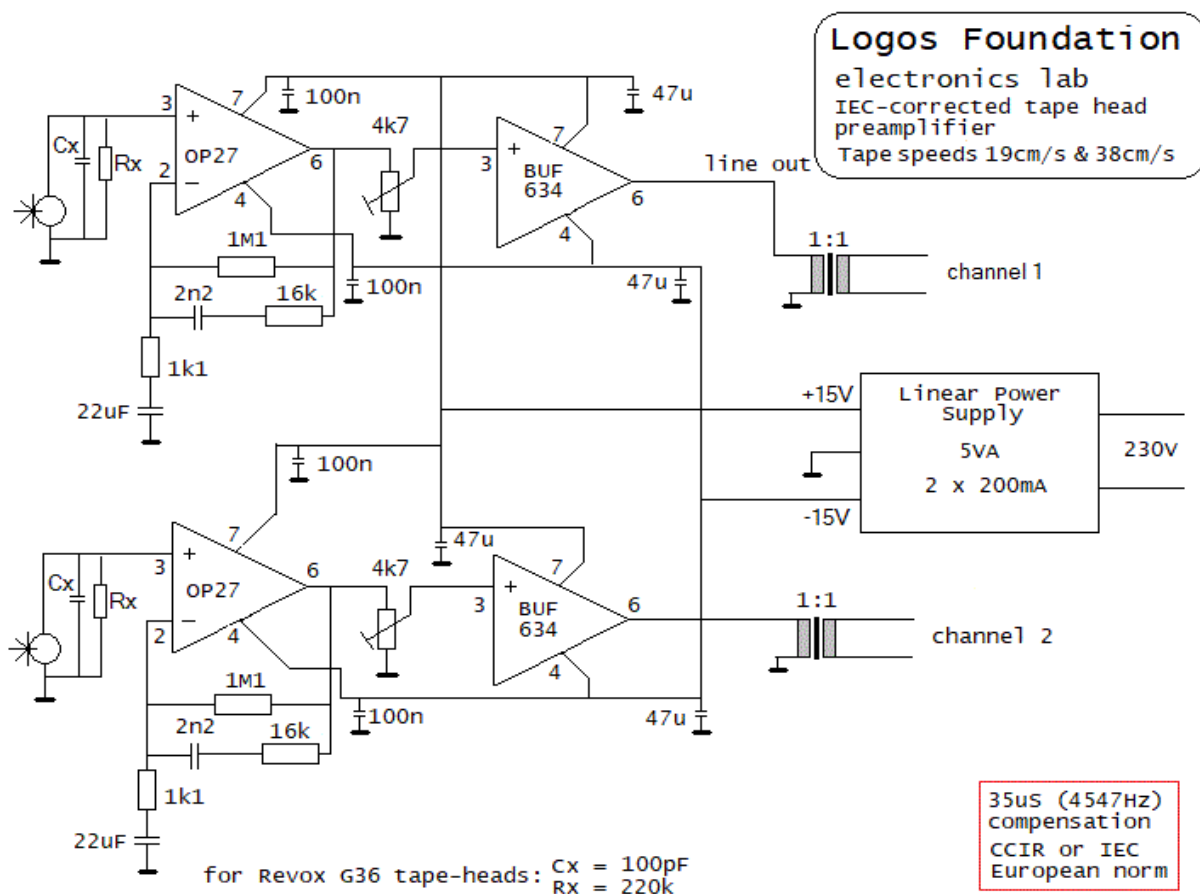 Logos Foundation
electronics lab
IEC-corrected tape head
preamplifier
Tape speeds 19cm/s & 38cm/s
7
100n
47u
3
+
4k7
7
Cx
Rx
OP27
6
3
+
BUF
634
line out
2
−
4
6
4
1M1
1:1
100n
47u
channel 1
2n2
16k
1k1
22uF
+15V
Linear Power
Supply
5VA
2 x 200mA
230V
-15V
100n
7
47u
3
+
6
4k7
7
Cx
Rx
OP27
3
+
BUF
634
6
1:1
2
−
4
4
channel 2
1M1
100n
47u
2n2
16k
1k1
22uF
35uS (4547Hz)
compensation
CCIR or IEC
European norm
for Revox G36 tape-heads: Cx = 100pF
Rx = 220k